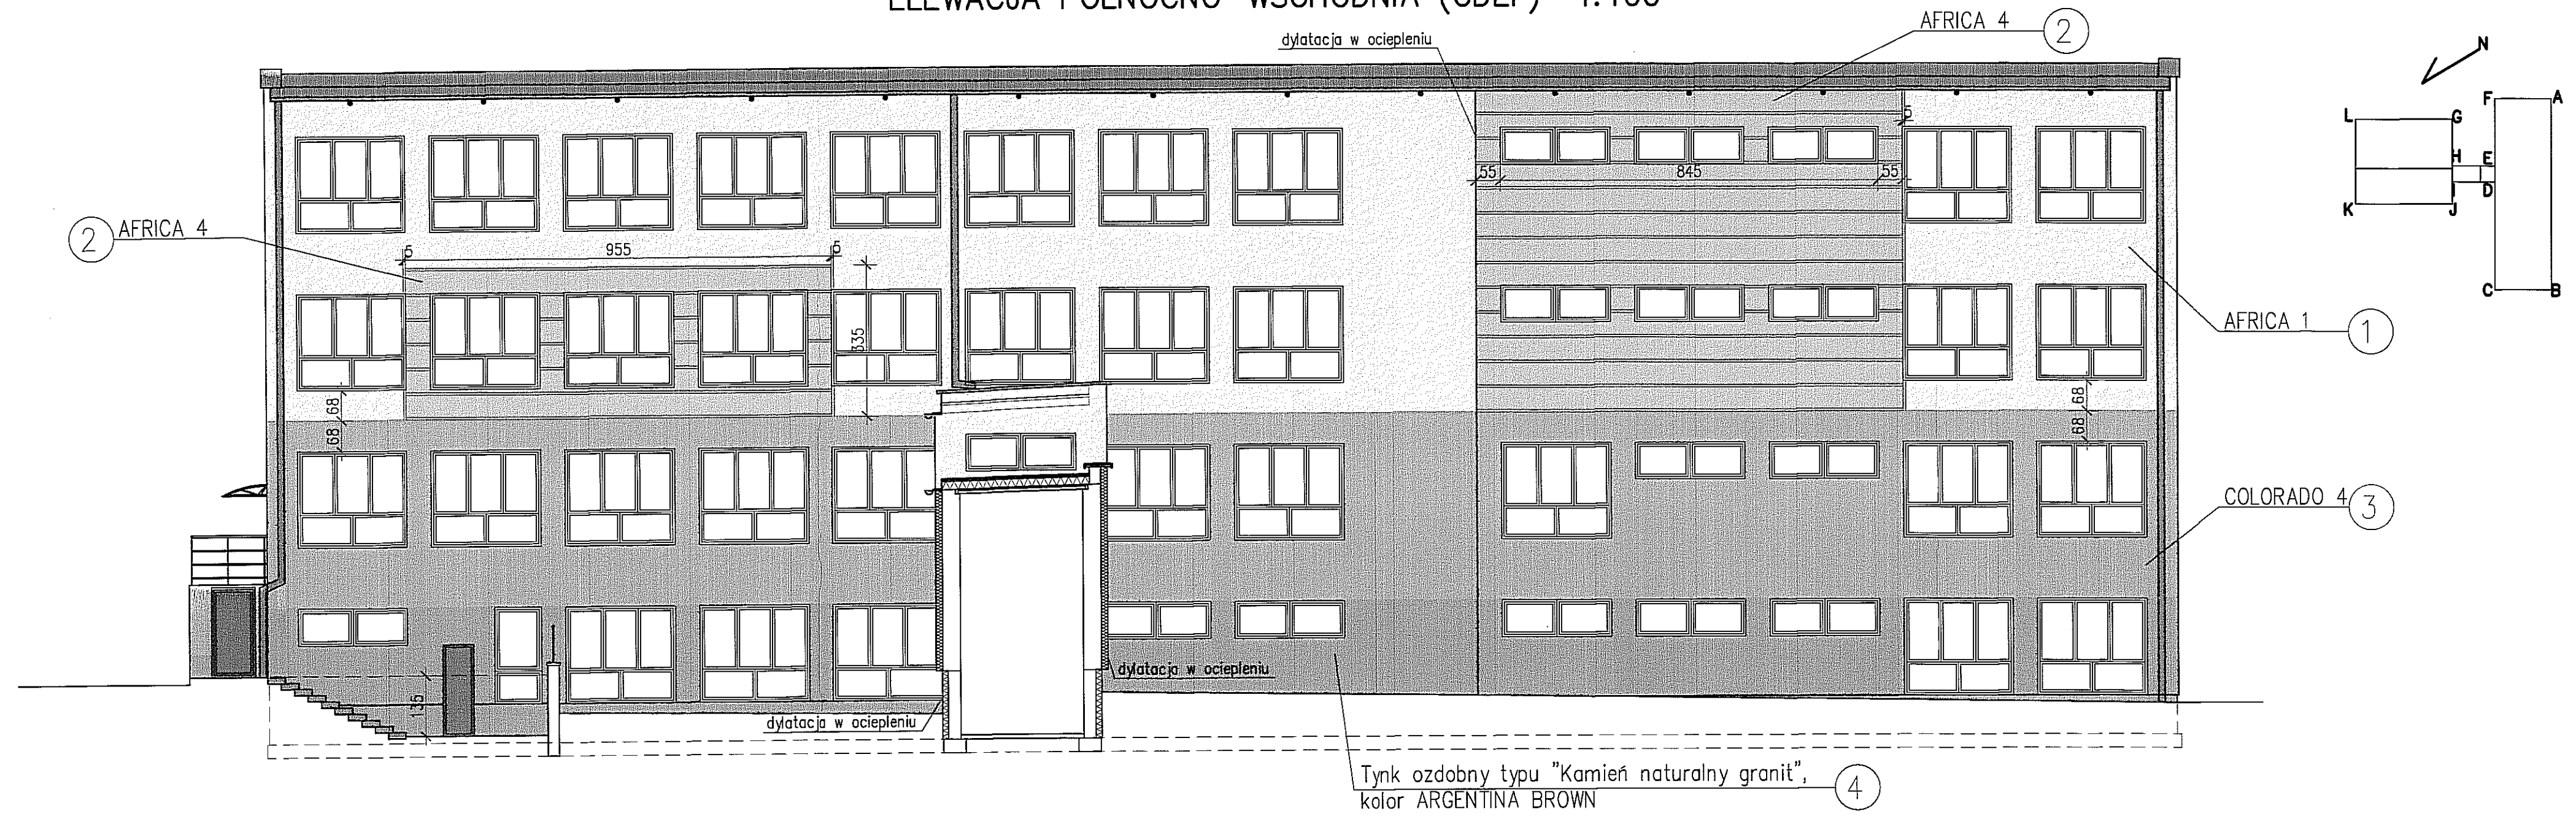 dylatacja w ociepleniu
AFRICA 4
2
N
F
A
L
G
H
E
I
D
K
J
C
B
5
55
845
55
2
AFRICA 4
5
955
5
335
AFRICA 1
1
68
68
68
68
COLORADO 4
3
135
dylatacja w ociepleniu
dylatacja w ociepleniu
Tynk ozdobny typu "Kamień naturalny granit",
kolor ARGENTINA BROWN
4